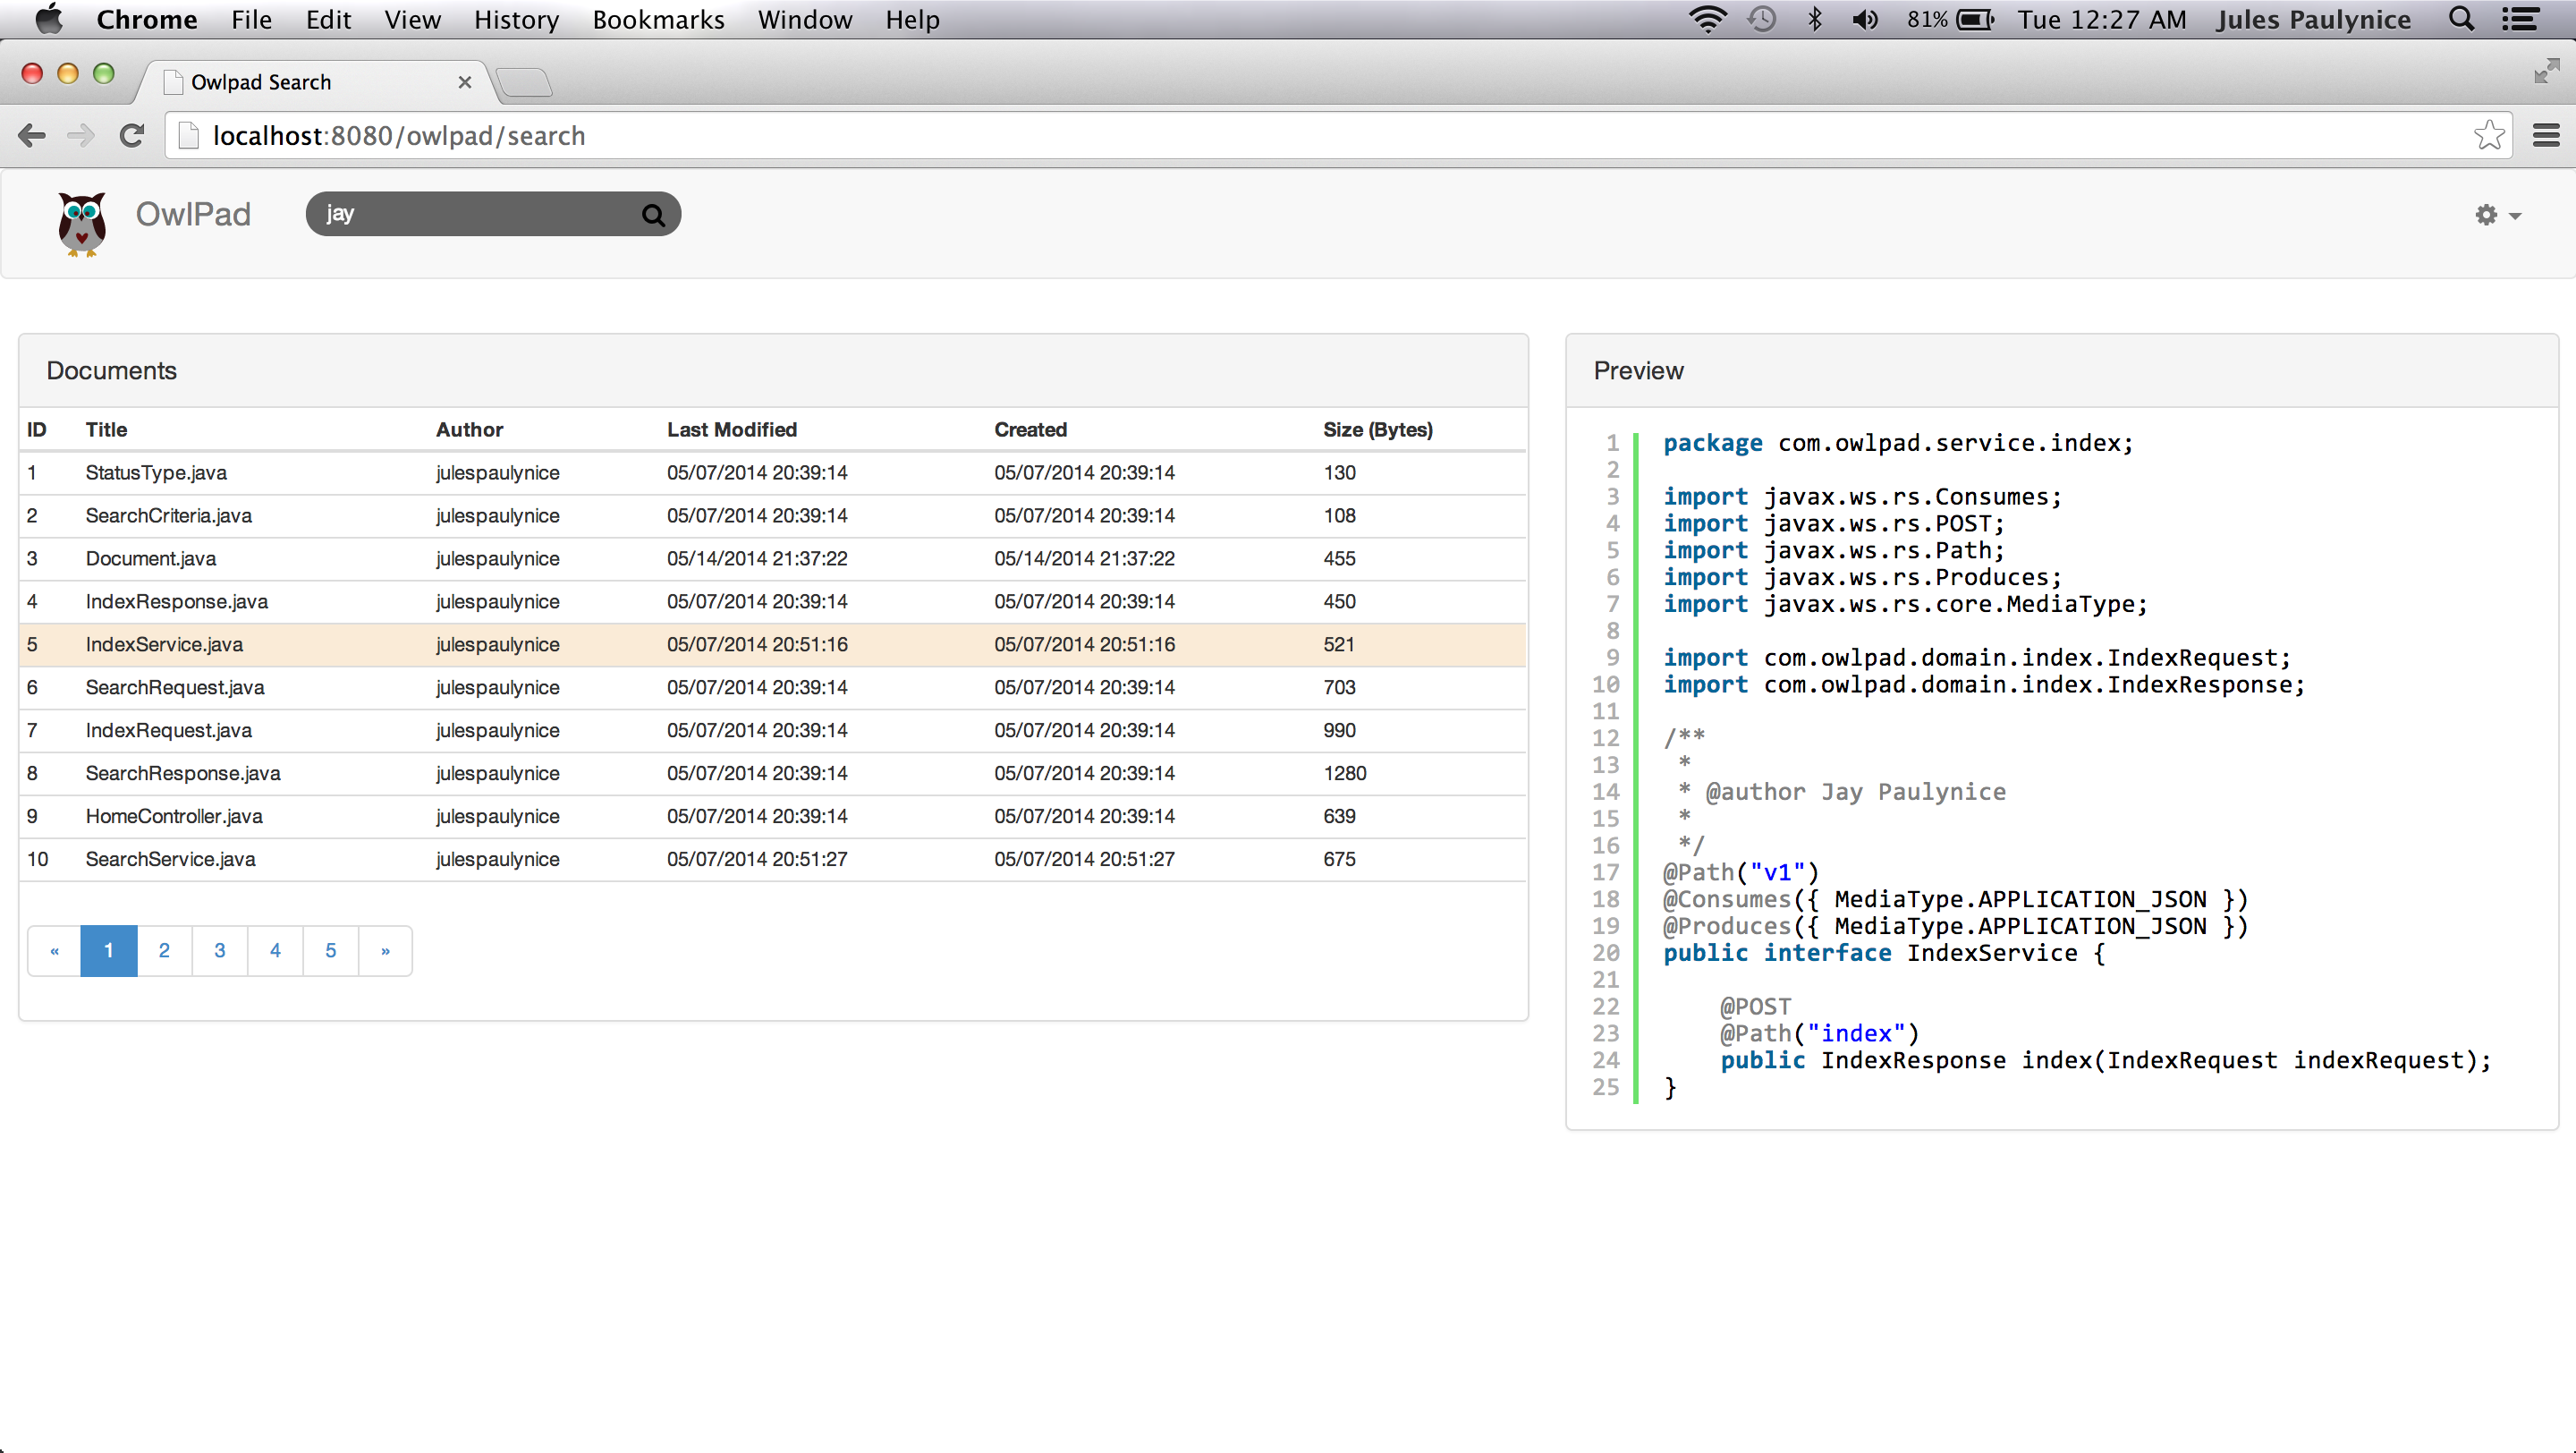 Chrome File Edit View History Bookmarks Window Help 81% Tue 12:27 AM Jules Paulynice
Owlpad Search
localhost:8080/owlpad/search
OwlPad jay
Documents
ID Title Author Last Modified Created Size (Bytes)
1 StatusType.java julespaulynice 05/07/2014 20:39:14 05/07/2014 20:39:14 130
2 SearchCriteria.java julespaulynice 05/07/2014 20:39:14 05/07/2014 20:39:14 108
3 Document.java julespaulynice 05/14/2014 21:37:22 05/14/2014 21:37:22 455
4 IndexResponse.java julespaulynice 05/07/2014 20:39:14 05/07/2014 20:39:14 450
5 IndexService.java julespaulynice 05/07/2014 20:51:16 05/07/2014 20:51:16 521
6 SearchRequest.java julespaulynice 05/07/2014 20:39:14 05/07/2014 20:39:14 703
7 IndexRequest.java julespaulynice 05/07/2014 20:39:14 05/07/2014 20:39:14 990
8 SearchResponse.java julespaulynice 05/07/2014 20:39:14 05/07/2014 20:39:14 1280
9 HomeController.java julespaulynice 05/07/2014 20:39:14 05/07/2014 20:39:14 639
10 SearchService.java julespaulynice 05/07/2014 20:51:27 05/07/2014 20:51:27 675
« 1 2 3 4 5 »
Preview
1 package com.owlpad.service.index;
2
3 import javax.ws.rs.Consumes;
4 import javax.ws.rs.POST;
5 import javax.ws.rs.Path;
6 import javax.ws.rs.Produces;
7 import javax.ws.rs.core.MediaType;
8
9 import com.owlpad.domain.index.IndexRequest;
10 import com.owlpad.domain.index.IndexResponse;
11
12 /**
13 *
14 * @author Jay Paulynice
15 *
16 */
17 @Path("v1")
18 @Consumes({ MediaType.APPLICATION_JSON })
19 @Produces({ MediaType.APPLICATION_JSON })
20 public interface IndexService {
21
22 @POST
23 @Path("index")
24 public IndexResponse index(IndexRequest indexRequest);
25 }